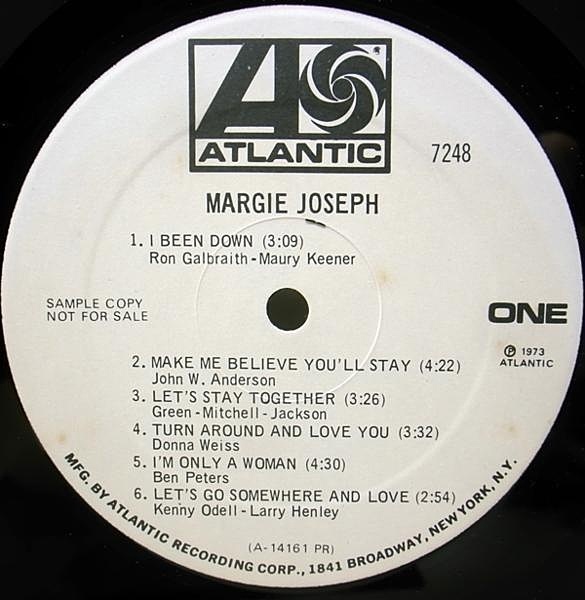 ATLANTIC
7248
MARGIE JOSEPH
1. I BEEN DOWN (3:09)
Ron Galbraith - Maury Keener
SAMPLE COPY
NOT FOR SALE
ONE
Ⓟ 1973
ATLANTIC
2. MAKE ME BELIEVE YOU'LL STAY (4:22)
John W. Anderson
3. LET'S STAY TOGETHER (3:26)
Green - Mitchell - Jackson
4. TURN AROUND AND LOVE YOU (3:32)
Donna Weiss
5. I'M ONLY A WOMAN (4:30)
Ben Peters
6. LET'S GO SOMEWHERE AND LOVE (2:54)
Kenny Odell - Larry Henley
(A-14161 PR)
MFG. BY ATLANTIC RECORDING CORP., 1841 BROADWAY, NEW YORK, N.Y.